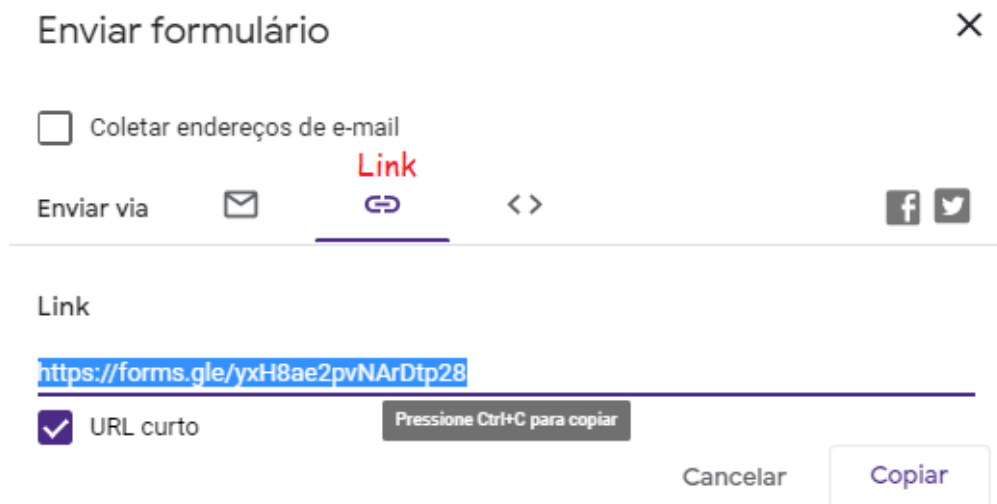 Enviar formulário
Coletar endereços de e-mail
Link
Enviar via
Link
https://forms.gle/yxH8ae2pvNArDtp28
URL curto
Pressione Ctrl+C para copiar
Cancelar
Copiar